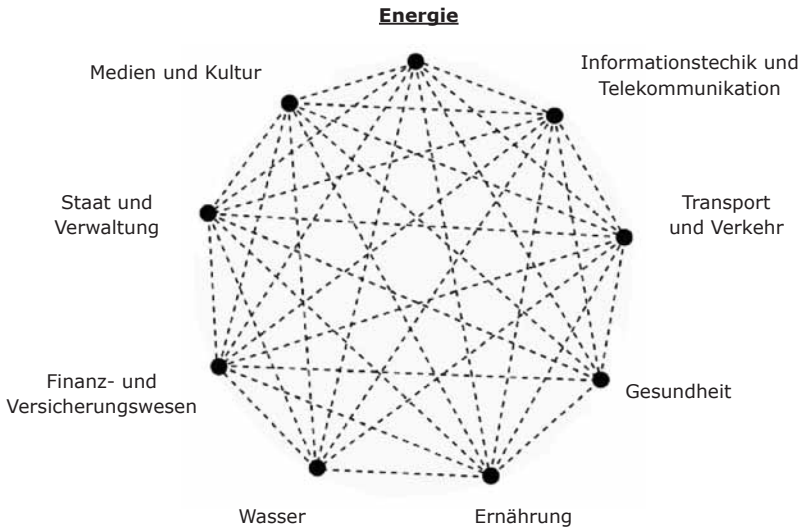 Energie
Medien und Kultur
Informationstechik und
Telekommunikation
Staat und
Verwaltung
Transport
und Verkehr
Finanz- und
Versicherungswesen
Gesundheit
Wasser
Ernährung